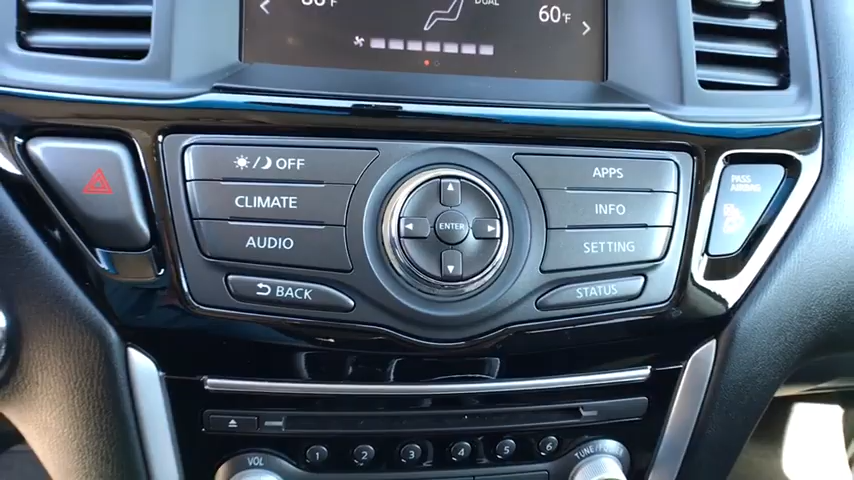 DUAL
60°F
OFF
APPS
CLIMATE
INFO
AUDIO
SETTING
ENTER
BACK
STATUS
PASS
AIRBAG
1 2 3 4 5 6
VOL
TUNE/FOLDER